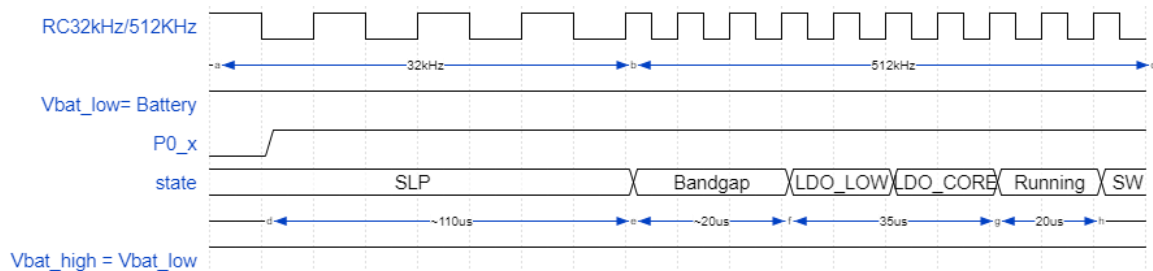 RC32kHz/512KHz
a 32kHz b 512kHz c
Vbat_low= Battery
P0_x
state SLP Bandgap LDO_LOW LDO_CORE Running SW
d ~110us e ~20us f 35us g 20us h
Vbat_high = Vbat_low